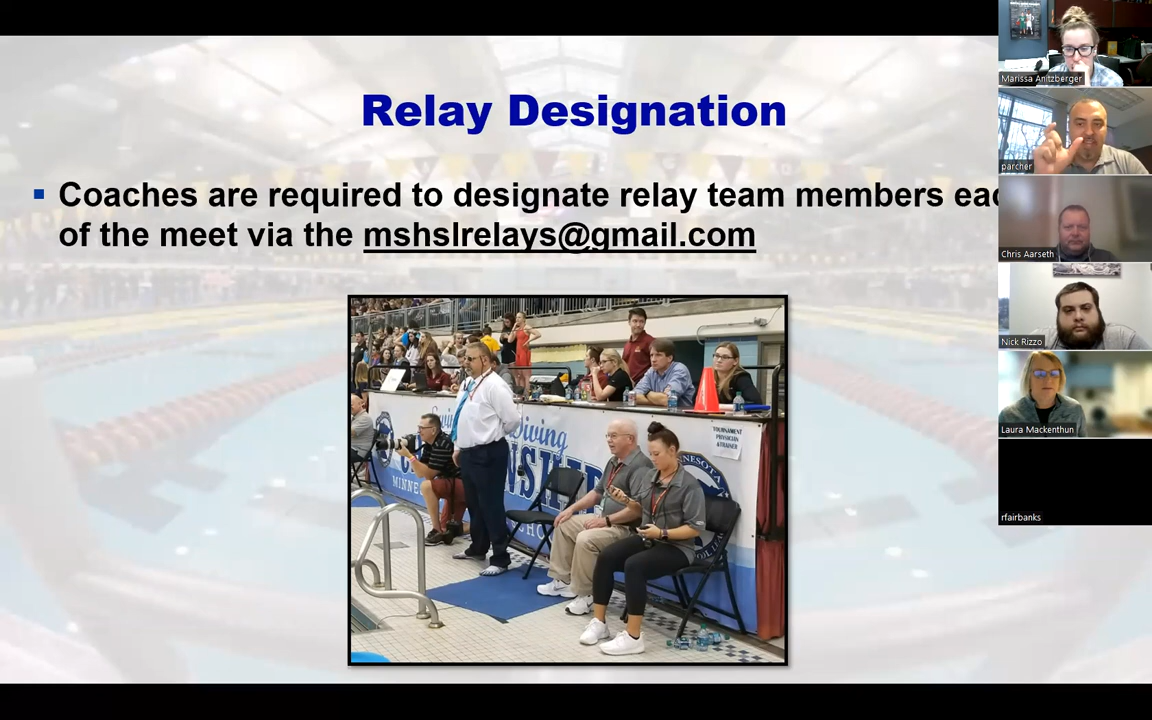 Relay Designation
Coaches are required to designate relay team members
of the meet via the mshslrelays@gmail.com
Marissa Anitzberger
parcher
Chris Aarseth
Nick Rizzo
Laura Mackenthun
rfairbanks
Diving
TOURNAMENT
PHYSICIAN
&TRAINER